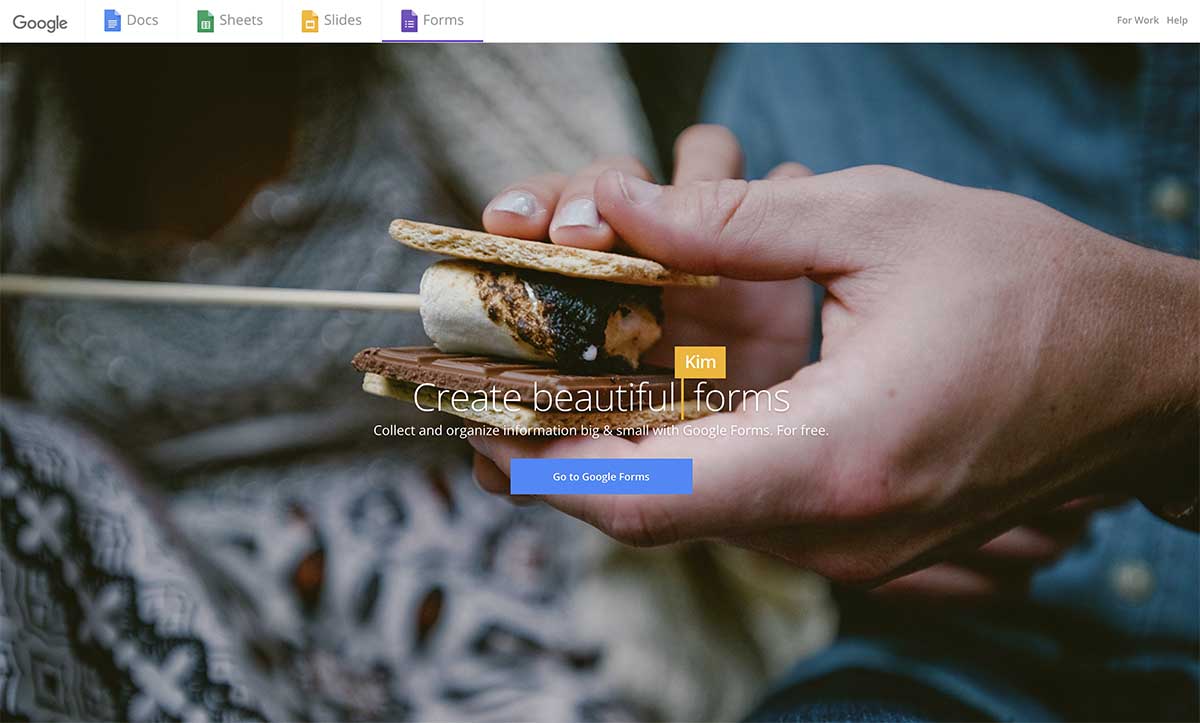 Google Docs Sheets Slides Forms For Work Help
Kim
Create beautiful forms
Collect and organize information big & small with Google Forms. For free.
Go to Google Forms